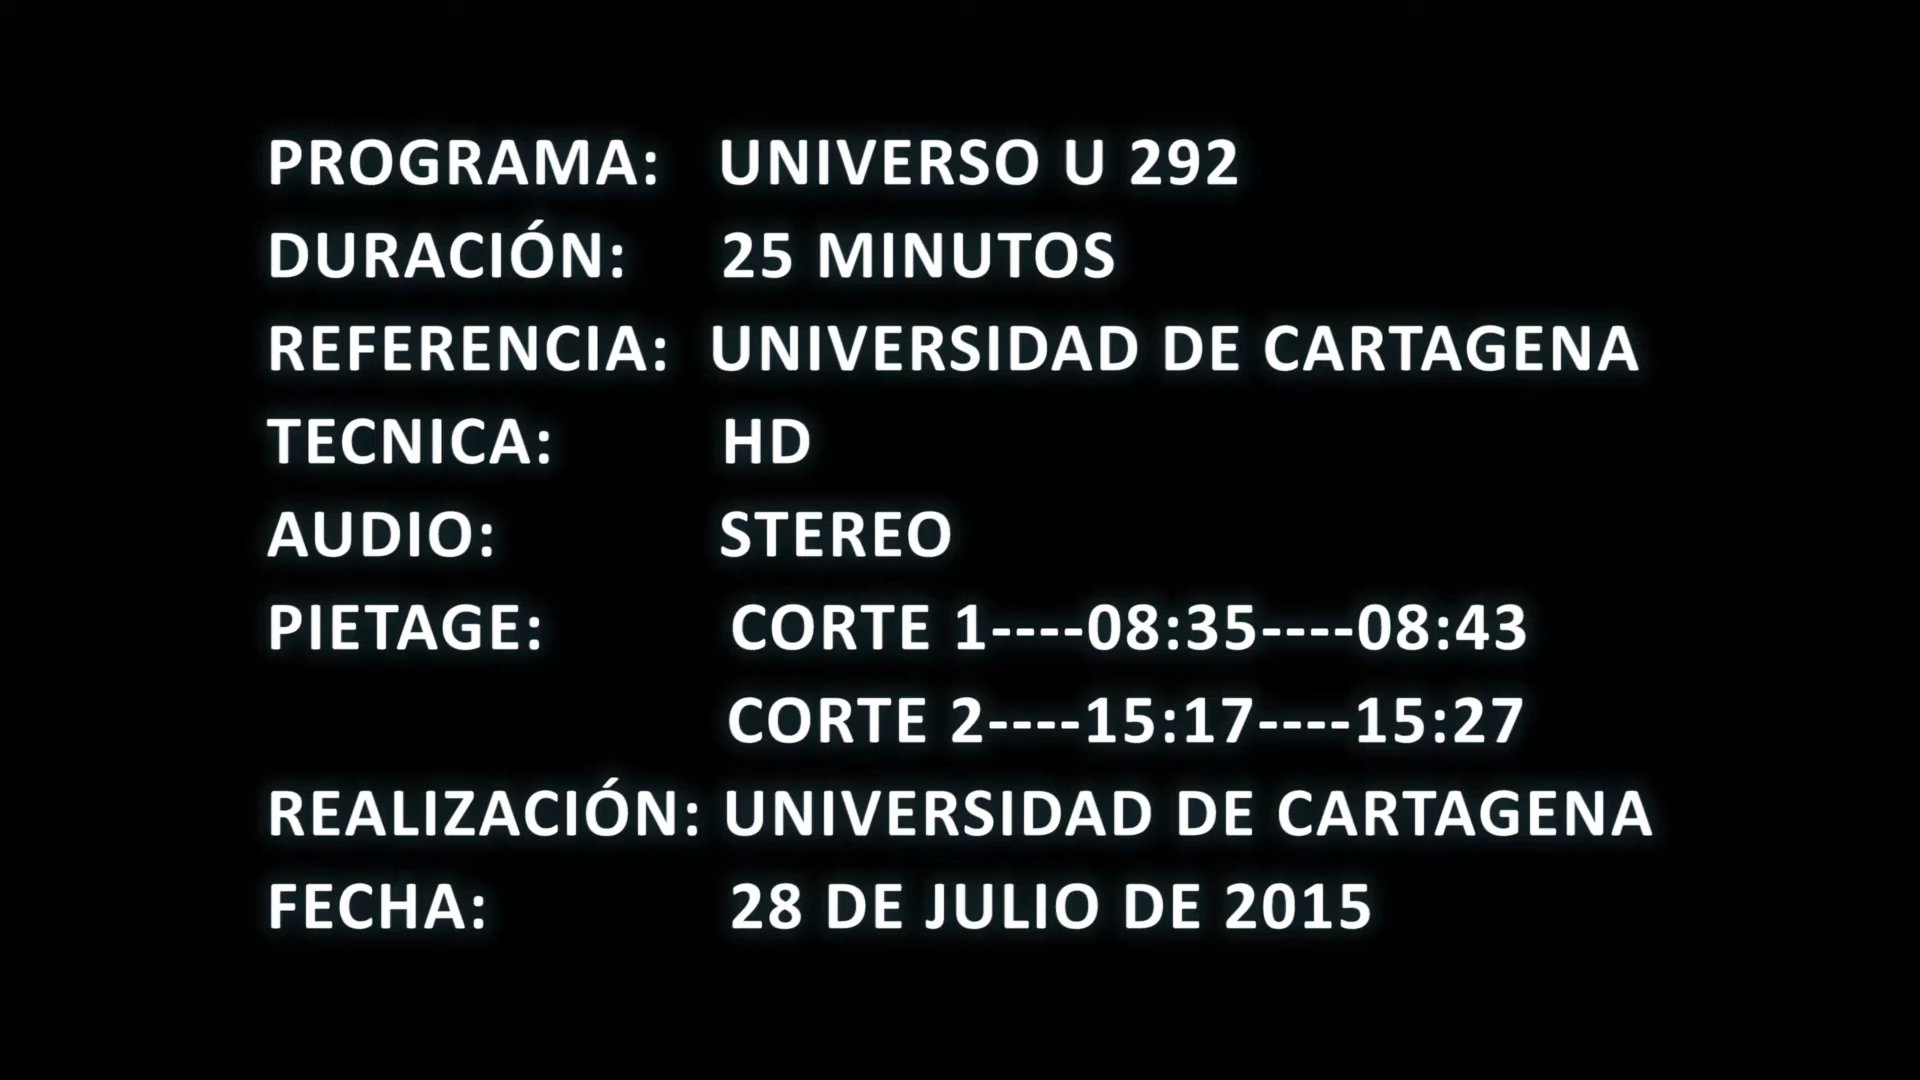 PROGRAMA: UNIVERSO U 292
DURACIÓN: 25 MINUTOS
REFERENCIA: UNIVERSIDAD DE CARTAGENA
TECNICA: HD
AUDIO: STEREO
PIETAGE: CORTE 1----08:35----08:43
CORTE 2----15:17----15:27
REALIZACIÓN: UNIVERSIDAD DE CARTAGENA
FECHA: 28 DE JULIO DE 2015